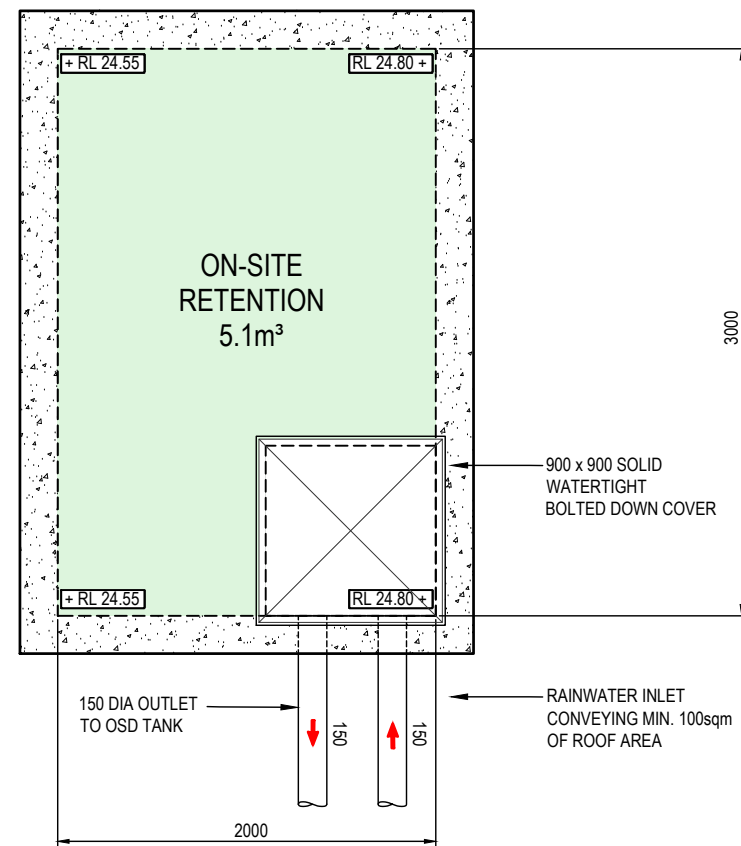 + RL 24.55
RL 24.80 +
ON-SITE
RETENTION
5.1m³
3000
900 x 900 SOLID
WATERTIGHT
BOLTED DOWN COVER
+ RL 24.55
RL 24.80 +
150 DIA OUTLET
TO OSD TANK
150
150
RAINWATER INLET
CONVEYING MIN. 100sqm
OF ROOF AREA
2000